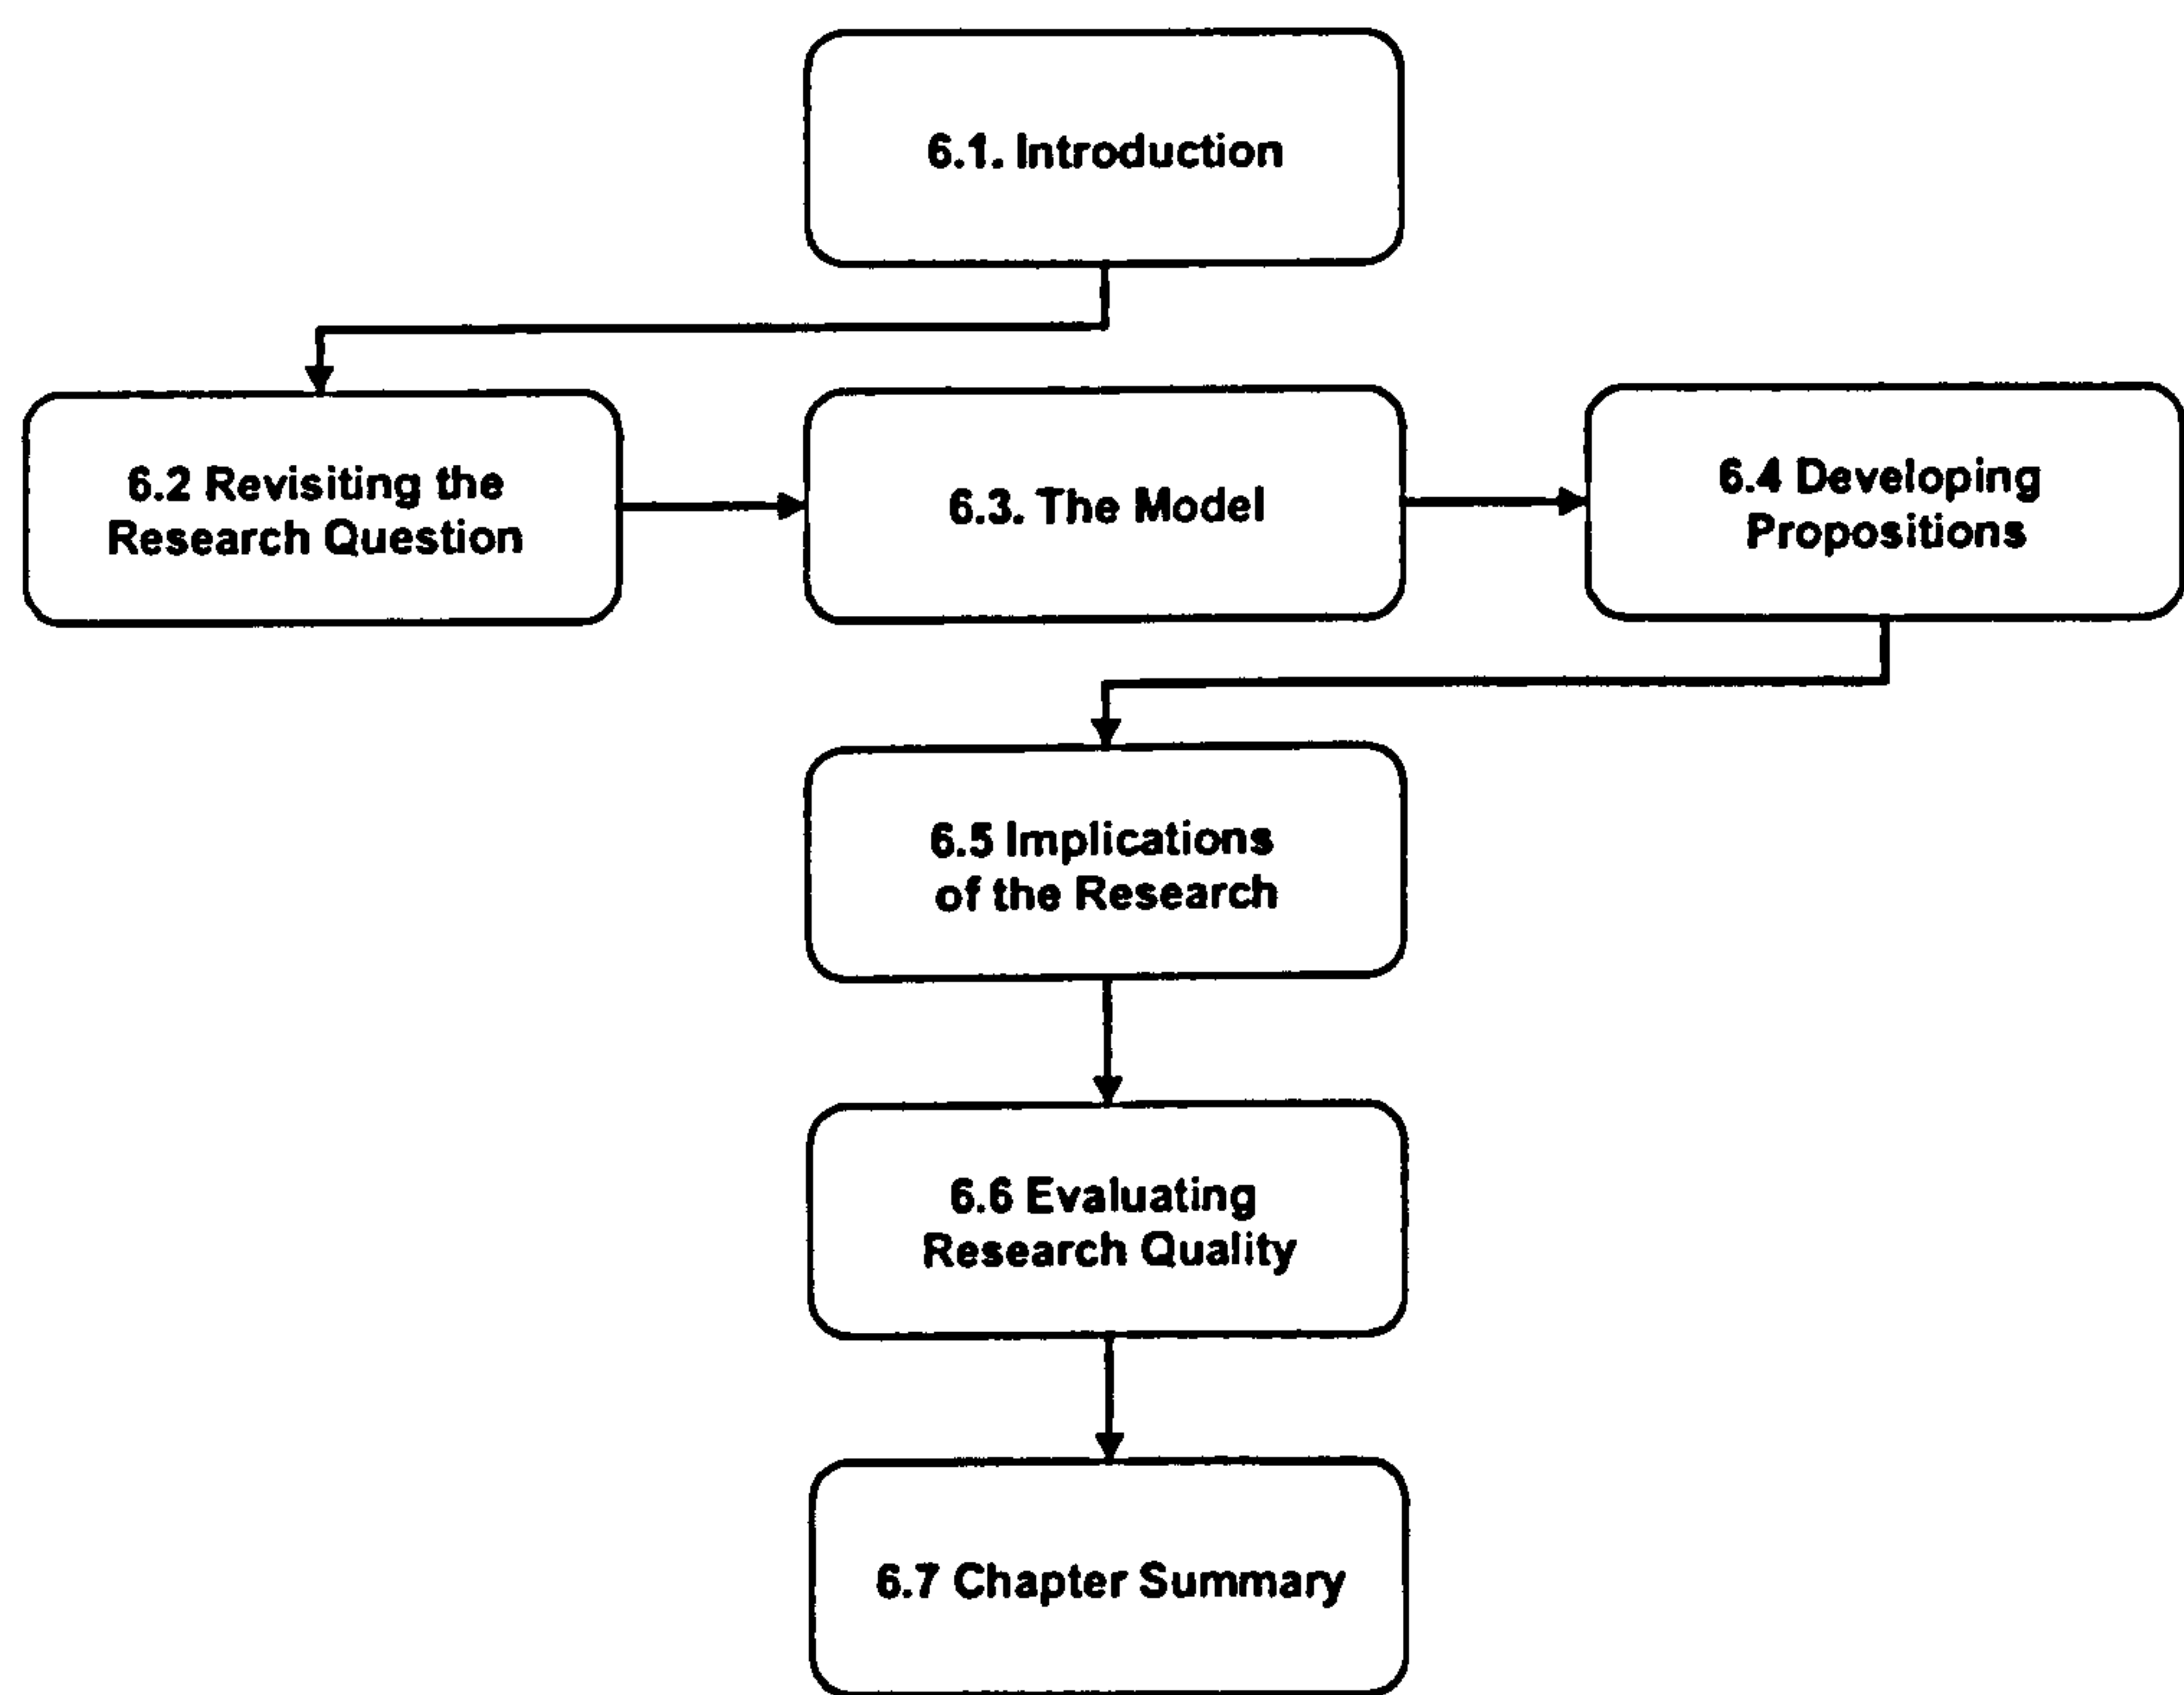 6.1. Introduction
6.2 Revisiting the
Research Question
6.3. The Model
6.4 Developing
Propositions
6.5 Implications
of the Research
6.6 Evaluating
Research Quality
6.7 Chapter Summary